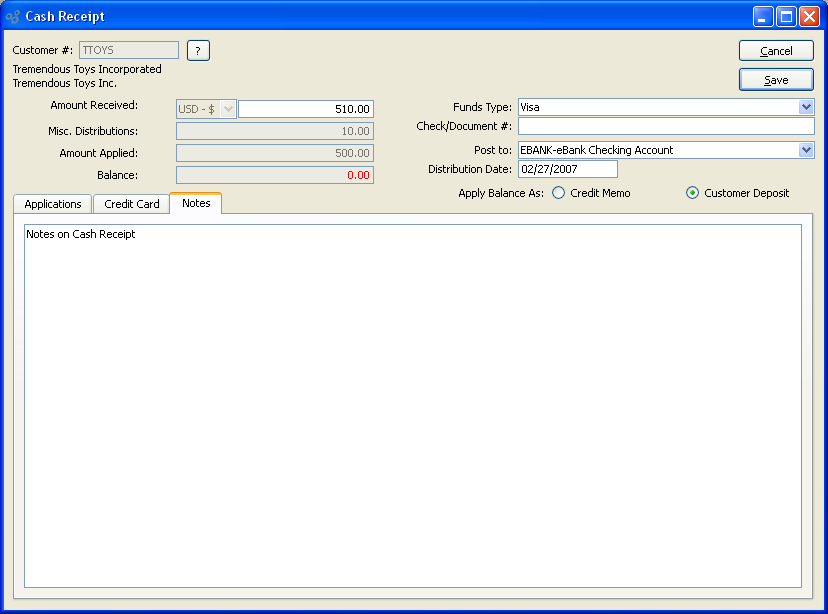 Cash Receipt
Customer #: TTOYS ?
Cancel
Tremendous Toys Incorporated
Tremendous Toys Inc.
Save
Amount Received: USD - $ 510.00
Funds Type: Visa
Check/Document #:
Misc. Distributions: 10.00
Amount Applied: 500.00
Post to: EBANK-eBank Checking Account
Balance: 0.00
Distribution Date: 02/27/2007
Apply Balance As: Credit Memo Customer Deposit
Applications Credit Card Notes
Notes on Cash Receipt